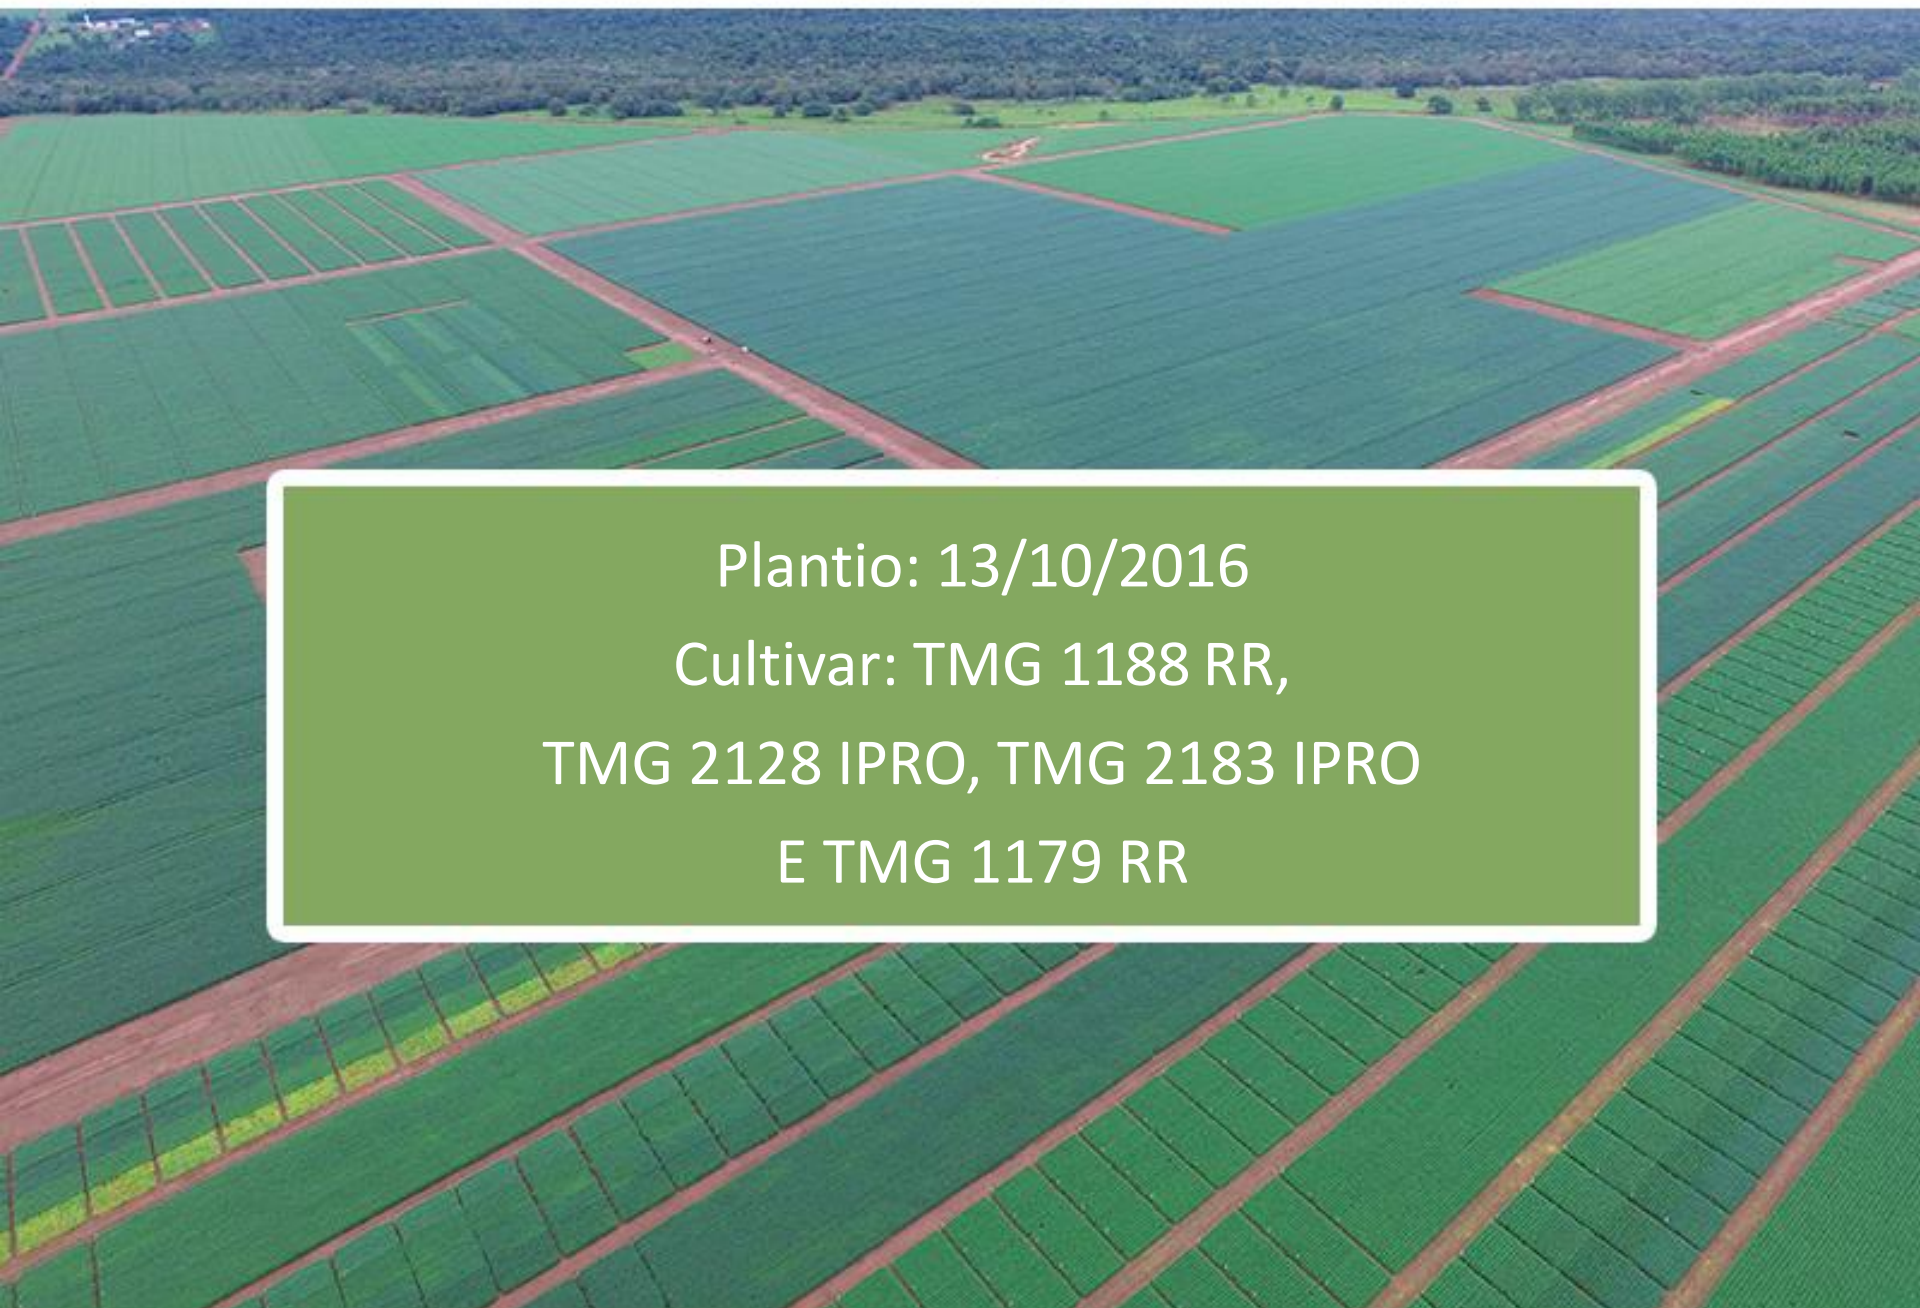 Plantio: 13/10/2016
Cultivar: TMG 1188 RR,
TMG 2128 IPRO, TMG 2183 IPRO
E TMG 1179 RR